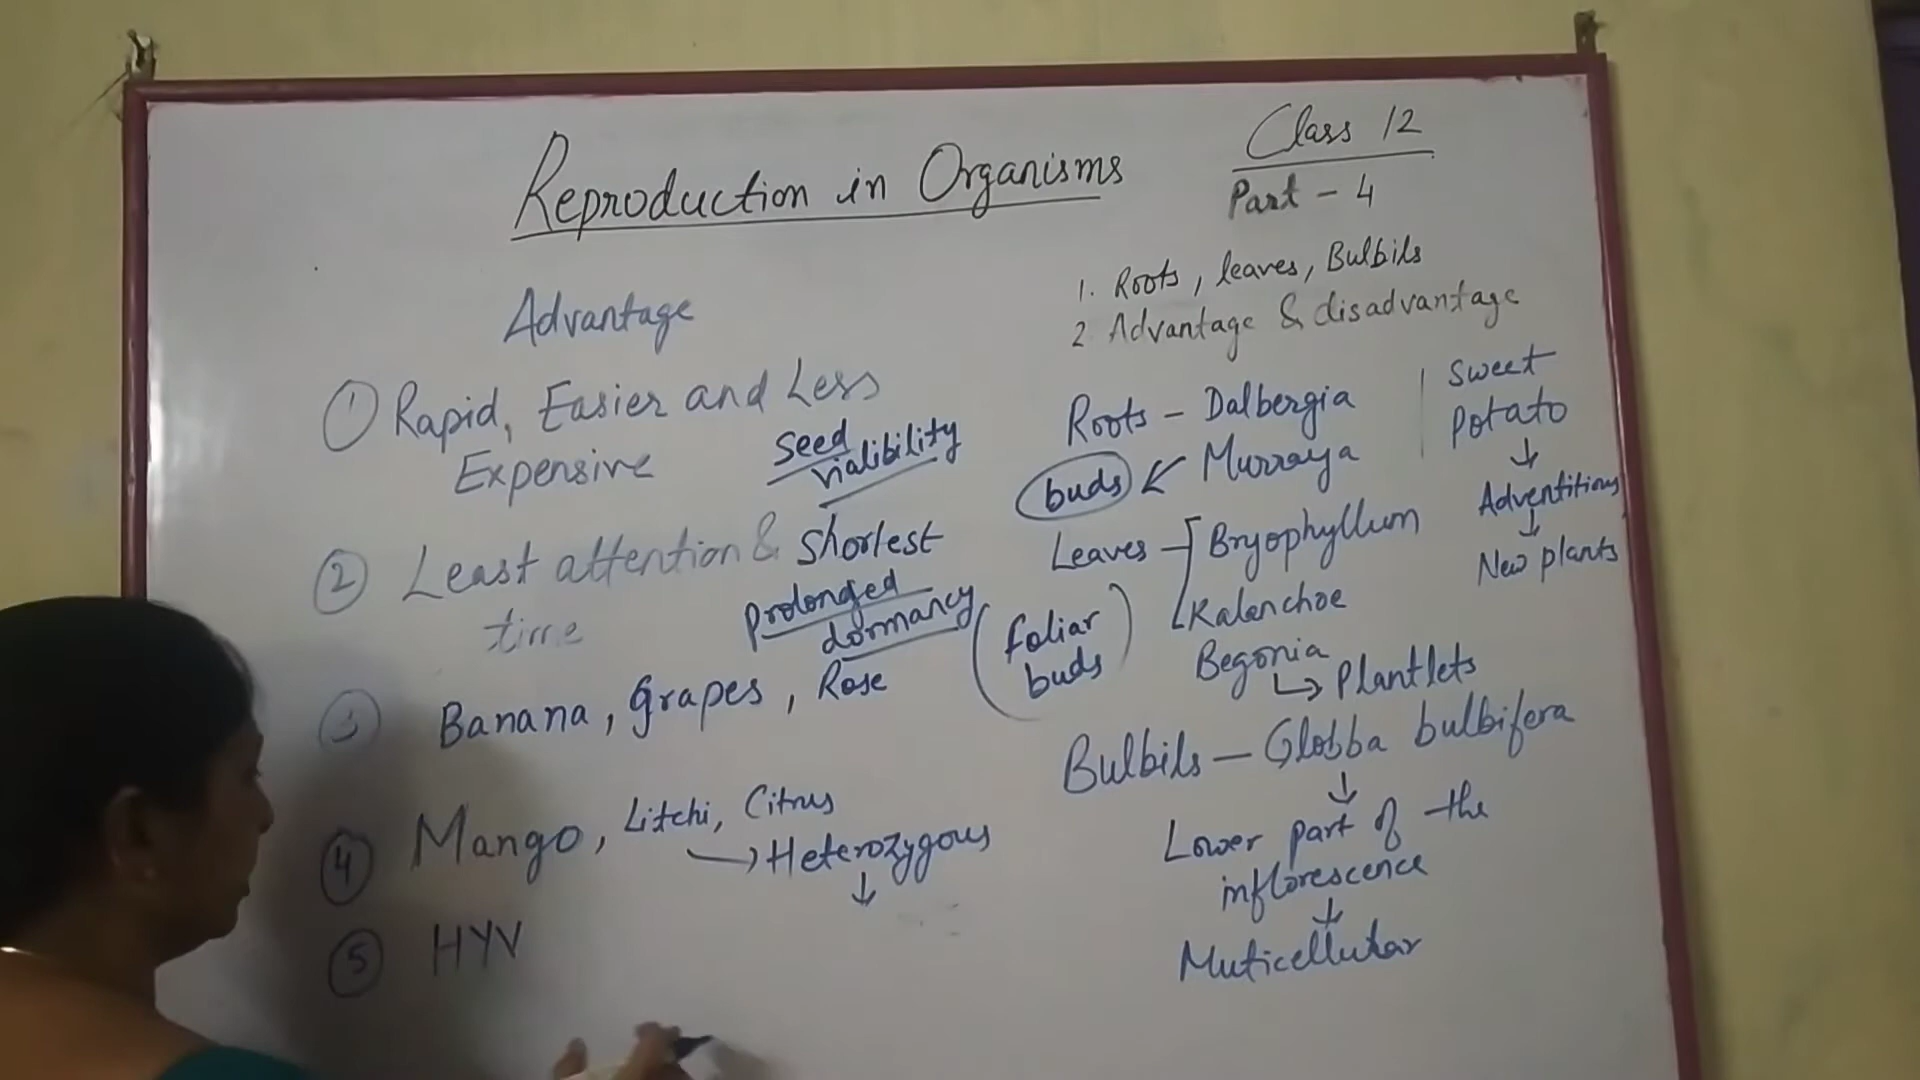 Reproduction in Organisms
Class 12
Part - 4
1. Roots, leaves, Bulbils
2 Advantage & disadvantage
Advantage
① Rapid, Easier and Less
Expensive
seed
vialibility
② Least attention & shortest
time
prolonged
dormancy
③ Banana, Grapes, Rose
④ Mango, Litchi, Citrus
→ Heterozygous
↓
⑤ HYV
Roots - Dalbergia
buds ← Murraya
Leaves - Bryophyllum
Kalenchoe
(foliar
buds)
Begonia
↳ Plantlets
Bulbils - Globba bulbifera
↓
Lower part of the
inflorescence
↓
Muticellular
Sweet
Potato
↓
Adventitious
↓
New plants